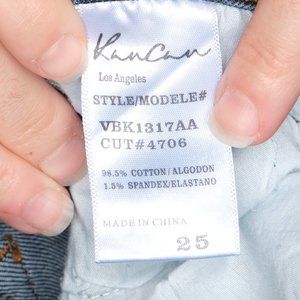 KanCan
Los Angeles
STYLE/MODELE#
VBK1317AA
CUT#4706
98.5% COTTON/ALGODON
1.5% SPANDEX/ELASTANO
MADE IN CHINA
25